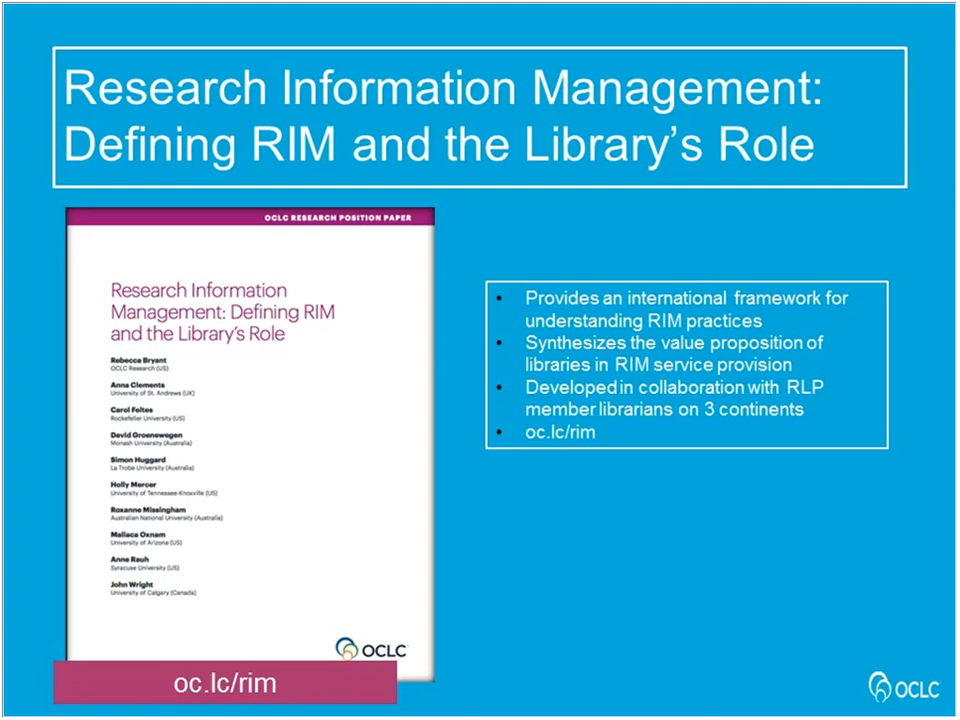 Research Information Management:
Defining RIM and the Library's Role
OCLC RESEARCH POSITION PAPER
Research Information
Management: Defining RIM
and the Library's Role
Rebecca Bryant
OCLC Research (US)
Anna Clements
University of St. Andrews (UK)
Carol Feltes
Rockefeller University (US)
David Groenewegen
Monash University (Australia)
Simon Huggard
La Trobe University (Australia)
Holly Mercer
University of Tennessee-Knoxville (US)
Roxanne Missingham
Australian National University (Australia)
Maliaca Oxnam
University of Arizona (US)
Anne Rauh
Syracuse University (US)
John Wright
University of Calgary (Canada)
OCLC
oc.lc/rim
• Provides an international framework for
understanding RIM practices
• Synthesizes the value proposition of
libraries in RIM service provision
• Developed in collaboration with RLP
member librarians on 3 continents
• oc.lc/rim
OCLC